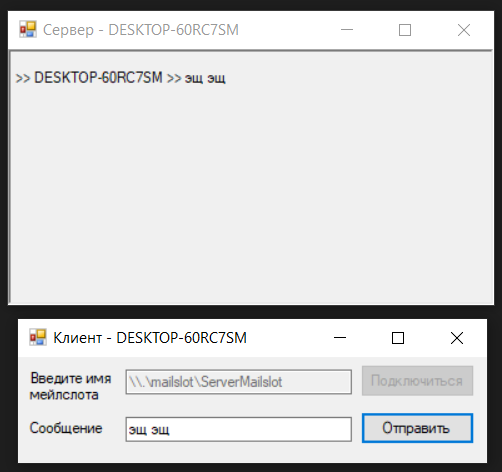 Сервер - DESKTOP-60RC7SM
>> DESKTOP-60RC7SM >> эщ эщ
Клиент - DESKTOP-60RC7SM
Введите имя
мейлслота
\\.\mailslot\ServerMailslot
Подключиться
Сообщение
эщ эщ
Отправить